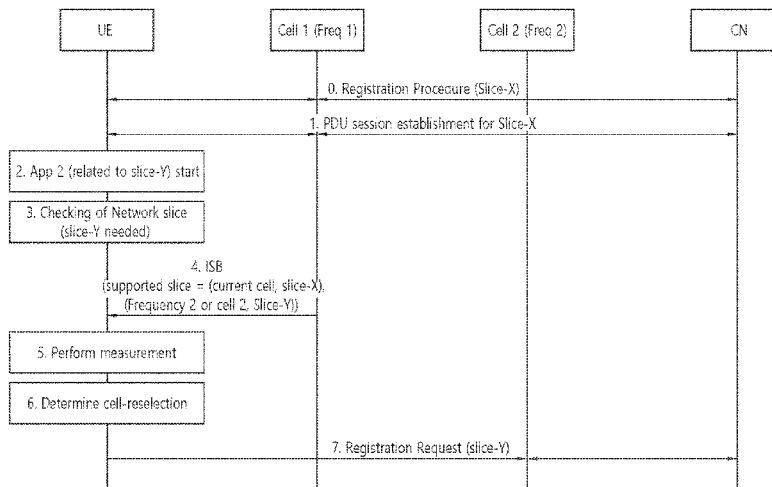 UE
Cell 1 (Freq 1)
Cell 2 (Freq 2)
CN
0. Registration Procedure (Slice-X)
1. PDU session establishment for Slice-X
2. App 2 (related to slice-Y) start
3. Checking of Network slice
(slice-Y needed)
4. ISB
(supported slice = (current cell, slice-X),
(Frequency 2 or cell 2, Slice-Y))
5. Perform measurement
6. Determine cell-reselection
7. Registration Request (slice-Y)